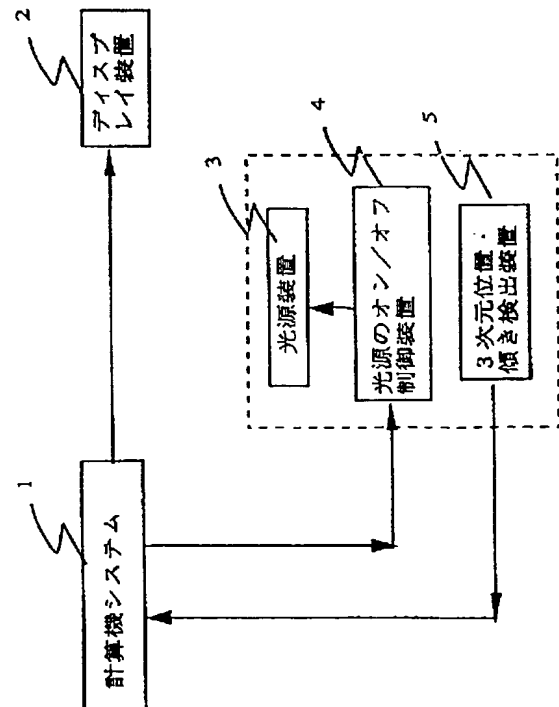 1
計算機システム
2
ディスプ
レイ装置
3
光源装置
4
光源のオン／オフ
制御装置
5
3次元位置・
傾き検出装置